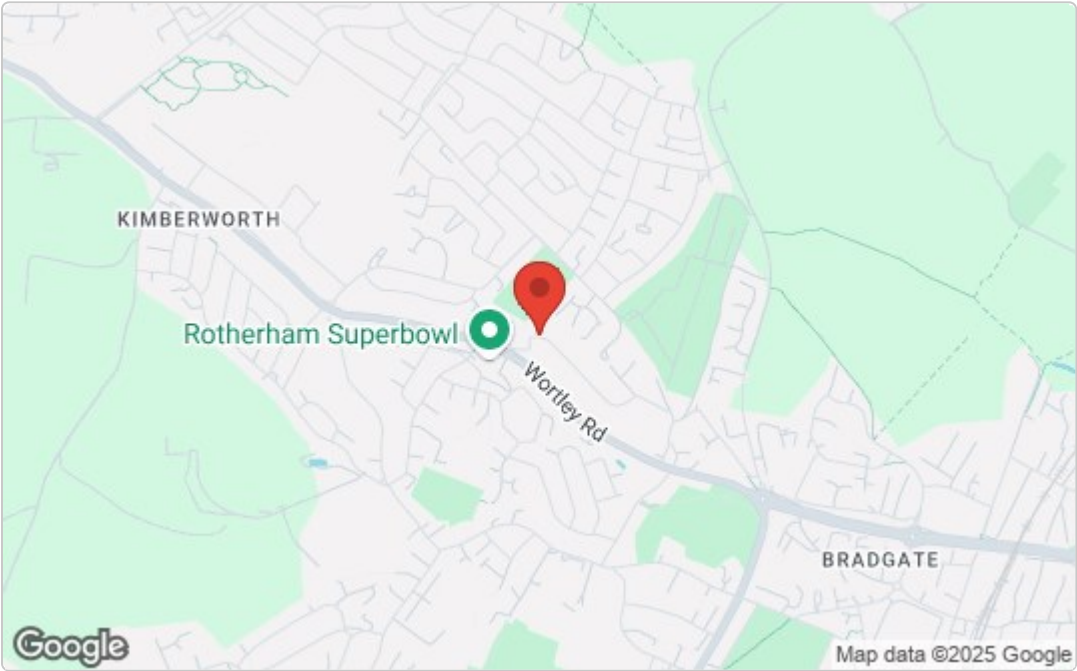 KIMBERWORTH
Rotherham Superbowl
Wortley Rd
BRADGATE
Google
Map data ©2025 Google